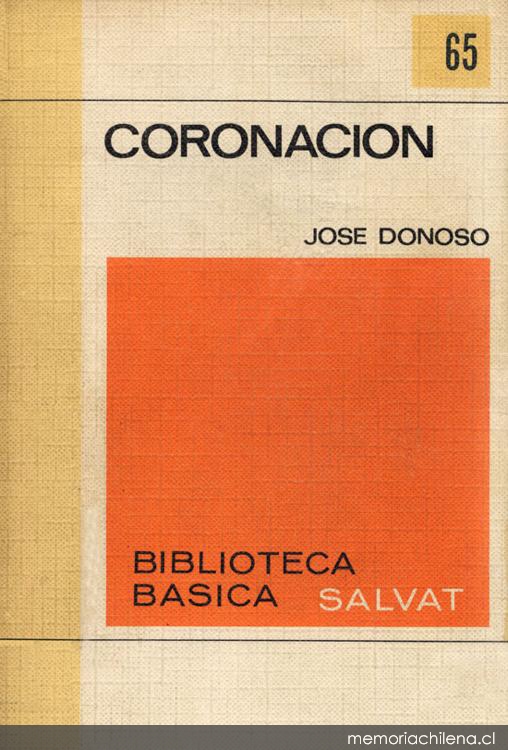 65
CORONACION
JOSE DONOSO
BIBLIOTECA
BASICA SALVAT
memoriachilena.cl